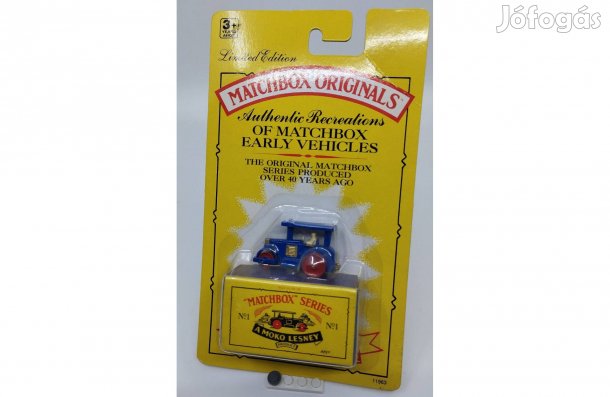 Jófogás
3+
Limited Edition
MATCHBOX ORIGINALS
Authentic Recreations
OF MATCHBOX
EARLY VEHICLES
THE ORIGINAL MATCHBOX
SERIES PRODUCED
OVER 40 YEARS AGO
"MATCHBOX" SERIES
No1 No1
A MOKO LESNEY
11963